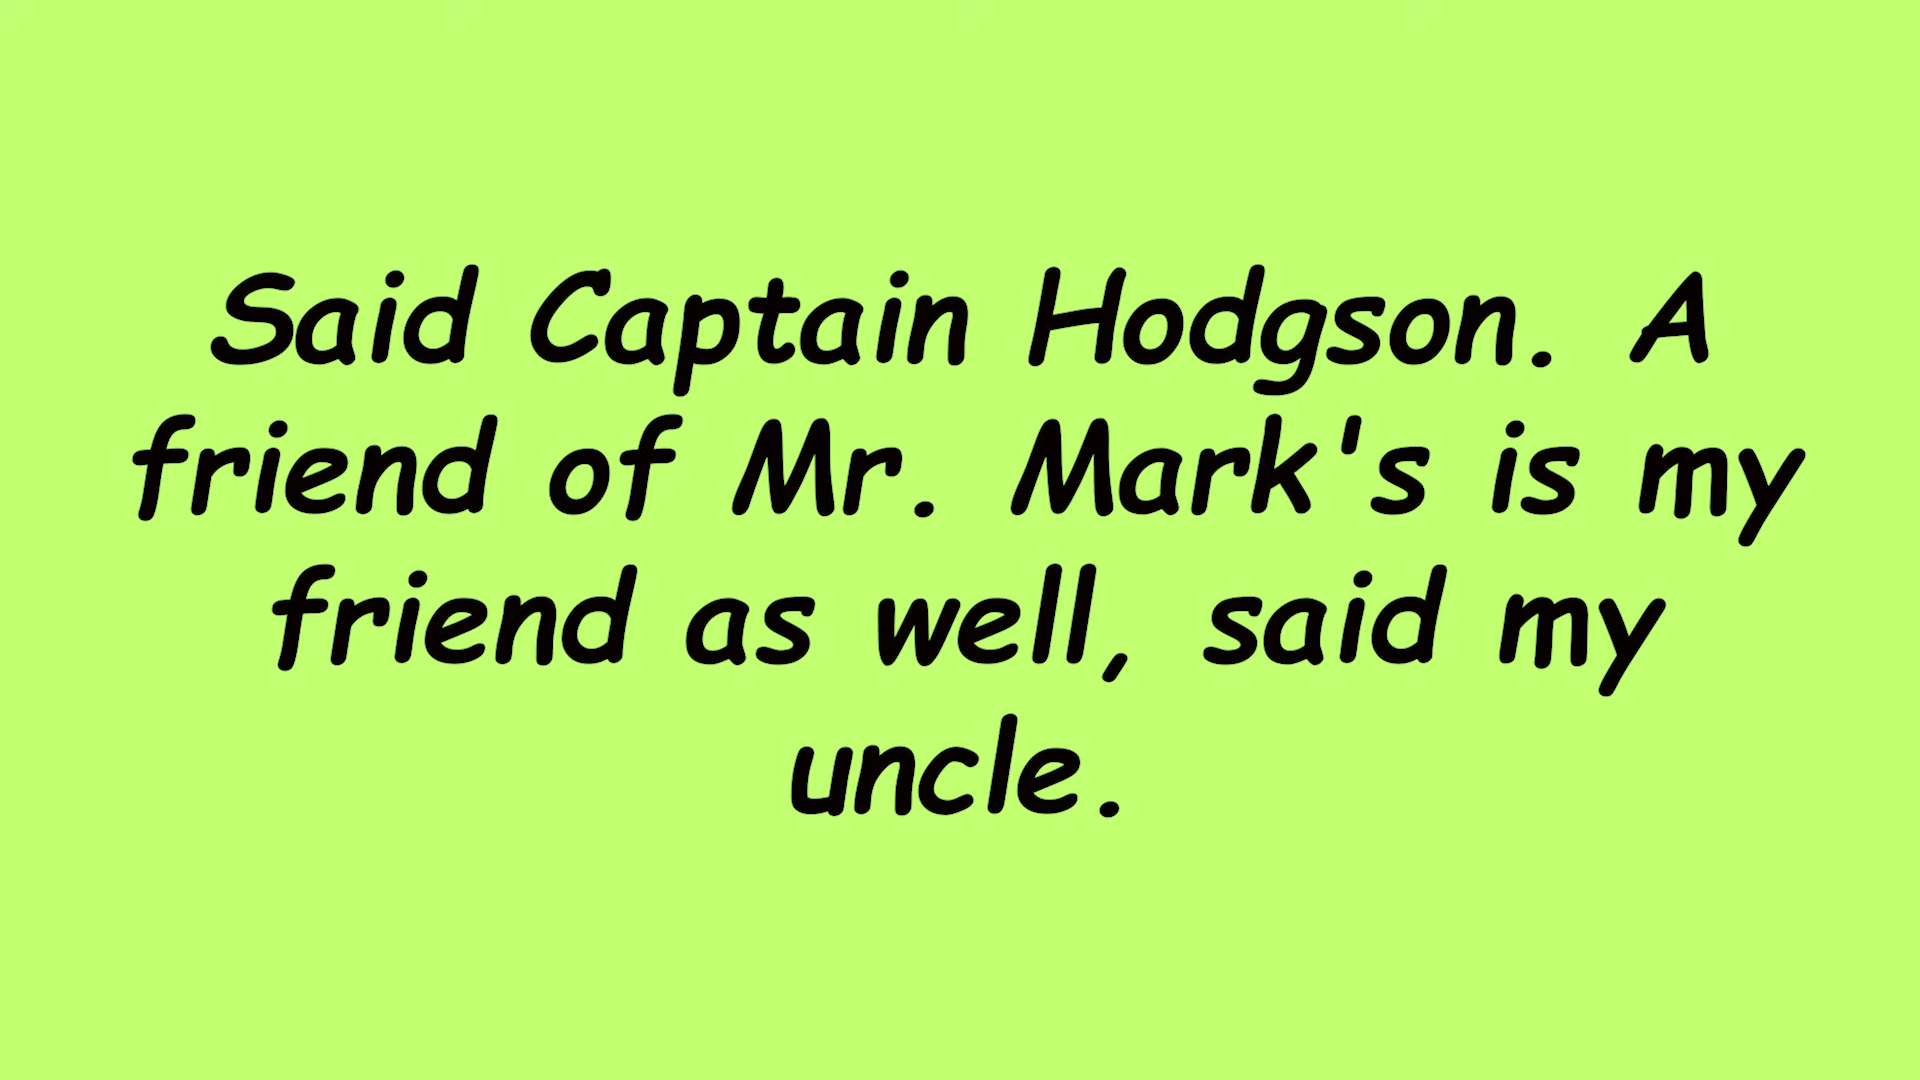 Said Captain Hodgson. A
friend of Mr. Mark's is my
friend as well, said my
uncle.